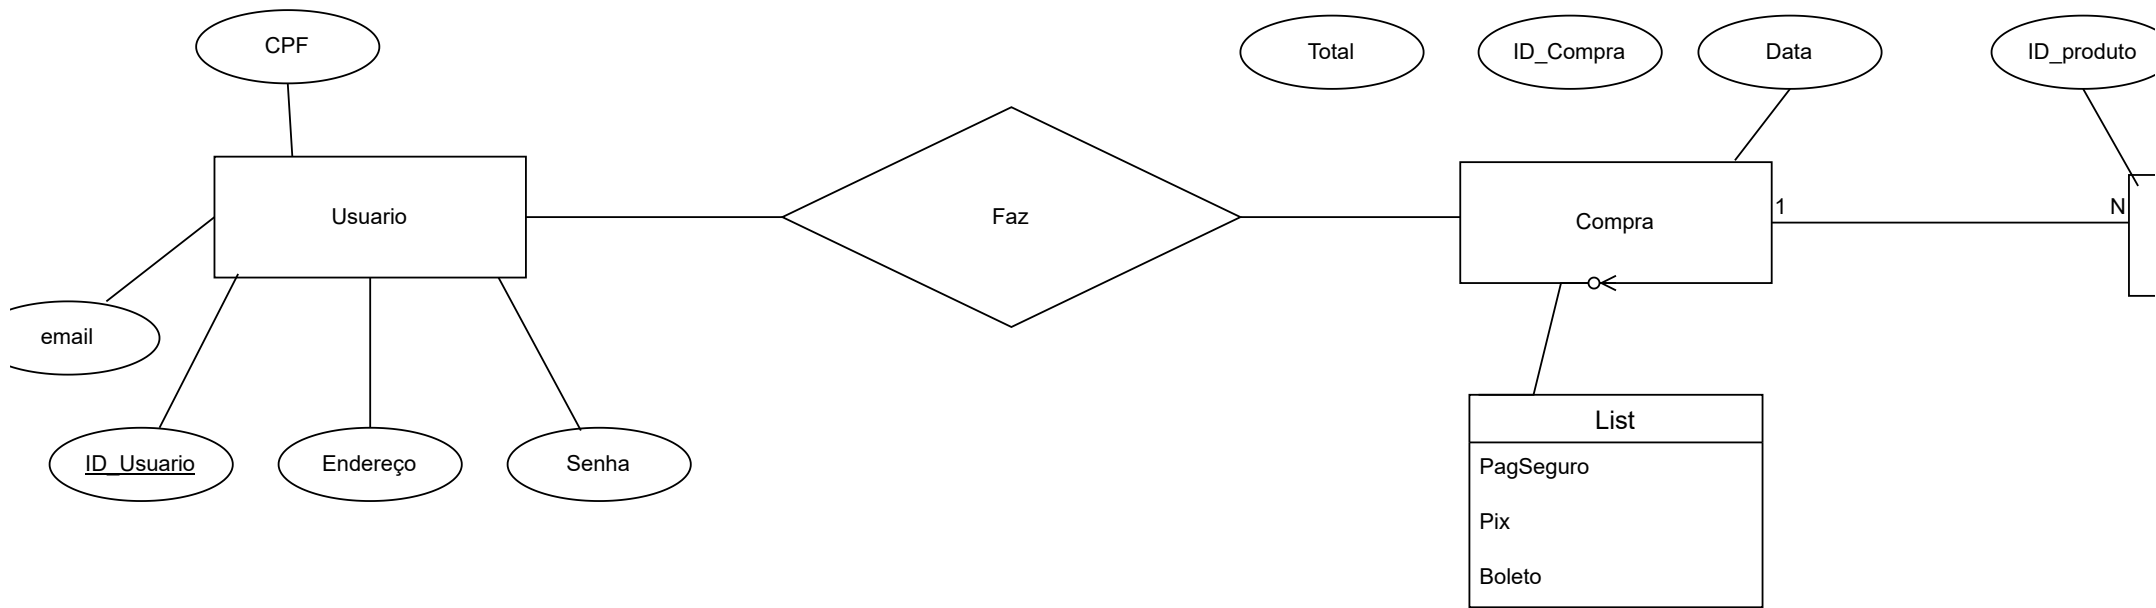 CPF
Total
ID_Compra
Data
ID_produto
Usuario
Faz
Compra
1
N
email
ID_Usuario
Endereço
Senha
List
PagSeguro
Pix
Boleto